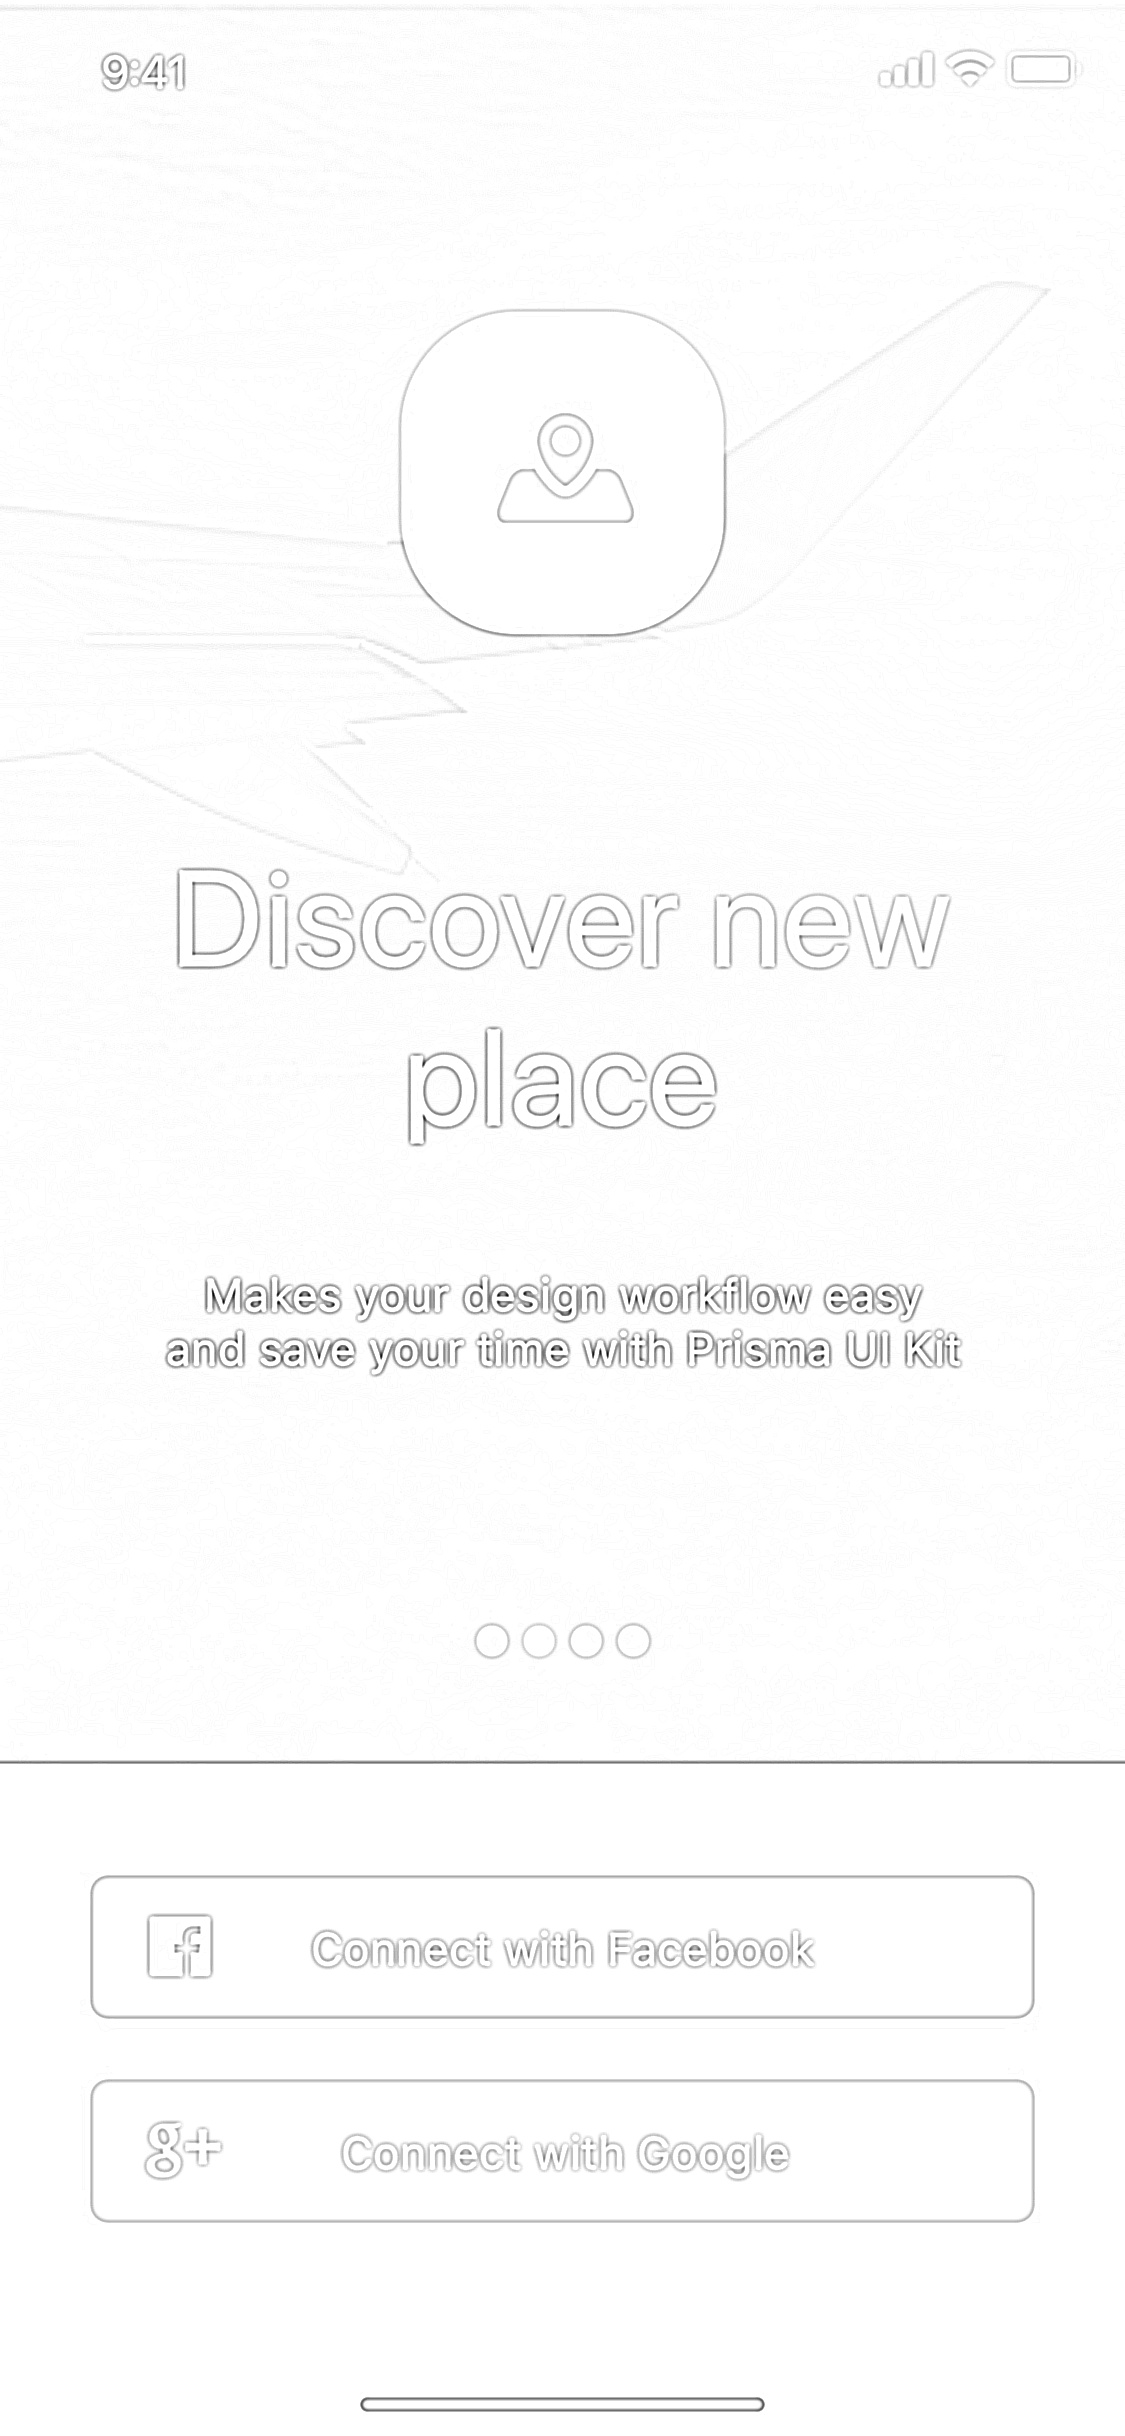 9:41
Discover new
place
Makes your design workflow easy
and save your time with Prisma UI Kit
f Connect with Facebook
g+ Connect with Google